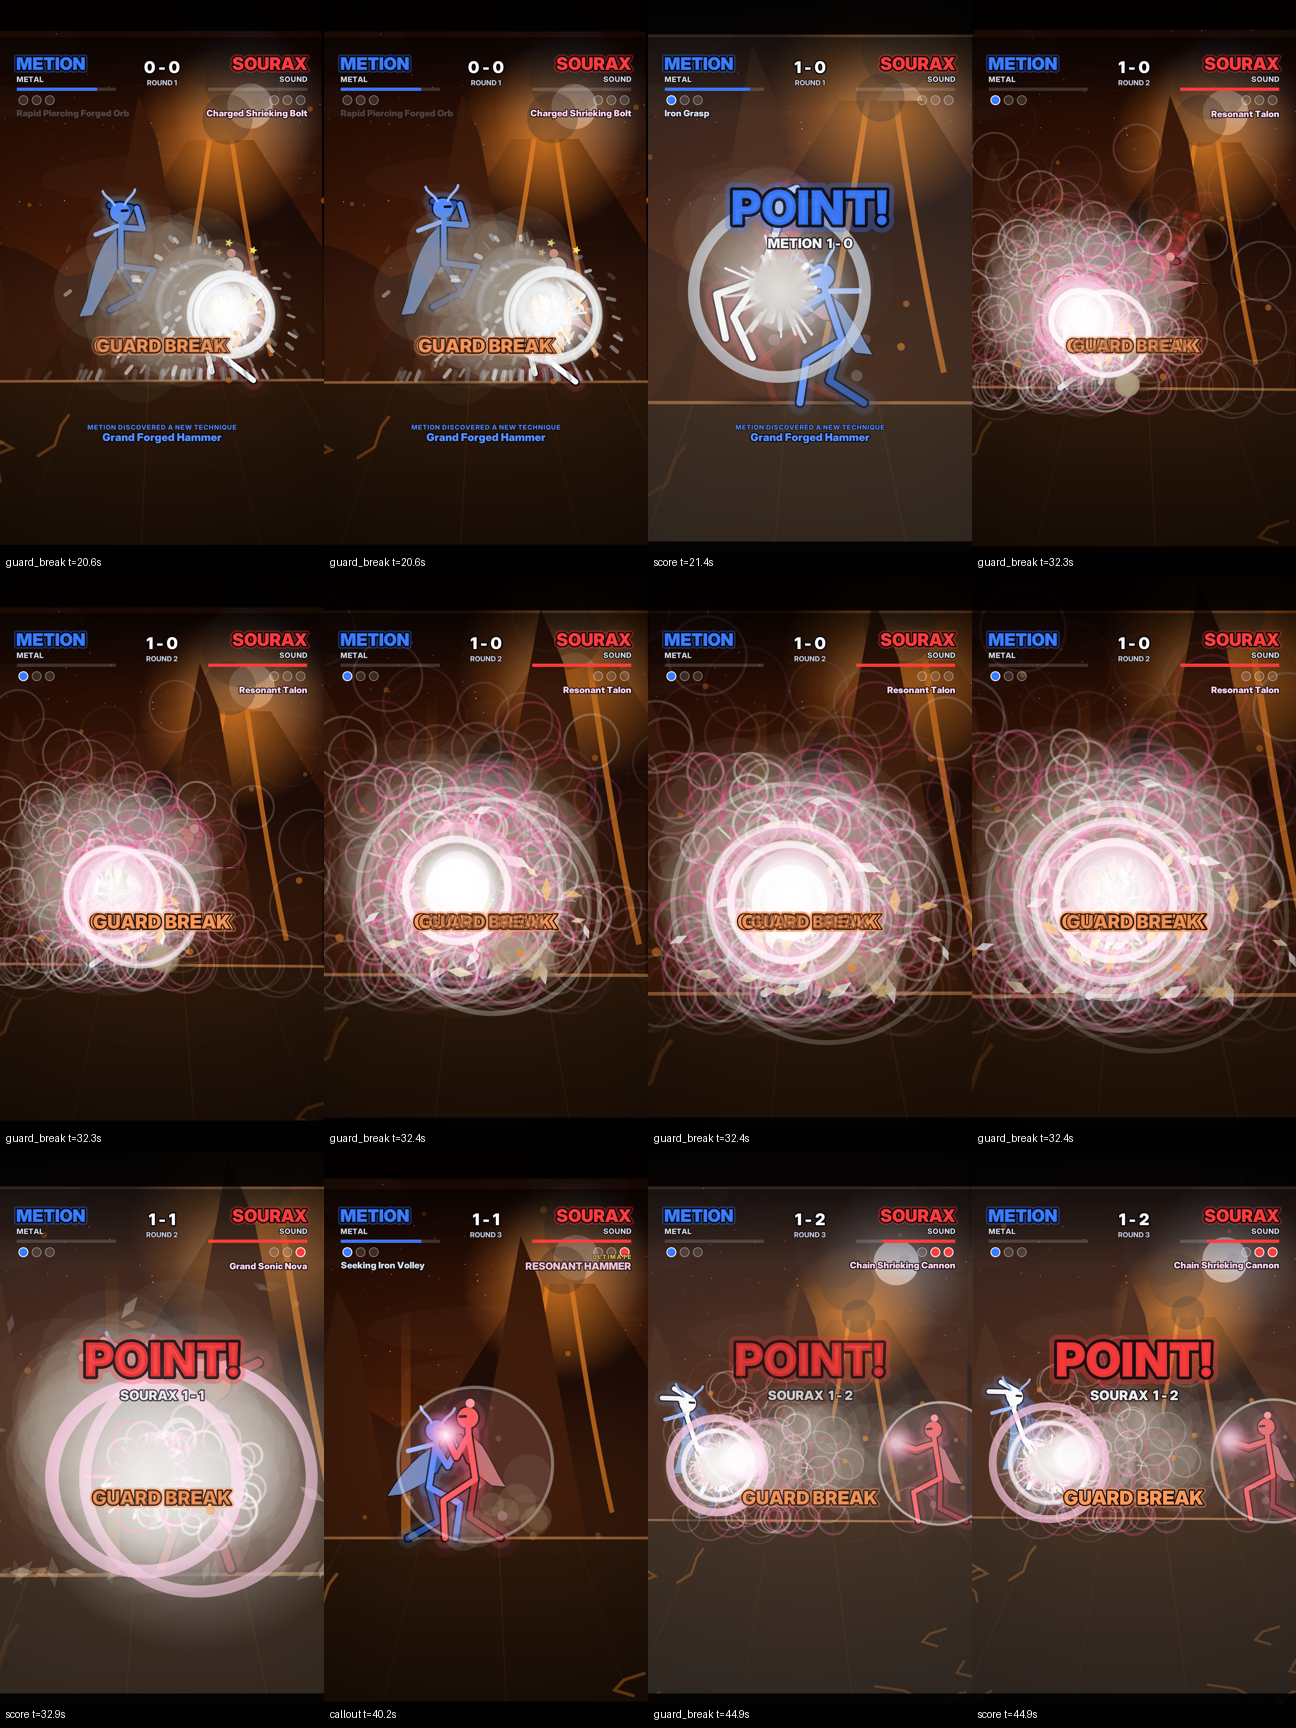 METION
0-0
SOURAX
METAL
ROUND 1
SOUND
Rapid Piercing Forged Orb
Charged Shrieking Bolt
GUARD BREAK
METION DISCOVERED A NEW TECHNIQUE
Grand Forged Hammer
guard_break t=20.6s
METION
0-0
SOURAX
METAL
ROUND 1
SOUND
Rapid Piercing Forged Orb
Charged Shrieking Bolt
GUARD BREAK
METION DISCOVERED A NEW TECHNIQUE
Grand Forged Hammer
guard_break t=20.6s
METION
1-0
SOURAX
METAL
ROUND 1
SOUND
Iron Grasp
POINT!
METION 1-0
METION DISCOVERED A NEW TECHNIQUE
Grand Forged Hammer
score t=21.4s
METION
1-0
SOURAX
METAL
ROUND 2
SOUND
Resonant Talon
GUARD BREAK
guard_break t=32.3s
METION
1-0
SOURAX
METAL
ROUND 2
SOUND
Resonant Talon
GUARD BREAK
guard_break t=32.3s
METION
1-0
SOURAX
METAL
ROUND 2
SOUND
Resonant Talon
GUARD BREAK
guard_break t=32.4s
METION
1-0
SOURAX
METAL
ROUND 2
SOUND
Resonant Talon
GUARD BREAK
guard_break t=32.4s
METION
1-0
SOURAX
METAL
ROUND 2
SOUND
Resonant Talon
GUARD BREAK
guard_break t=32.4s
METION
1-1
SOURAX
METAL
ROUND 2
SOUND
Grand Sonic Nova
POINT!
SOURAX 1-1
GUARD BREAK
score t=32.9s
METION
1-1
SOURAX
METAL
ROUND 3
SOUND
ULTIMATE
Seeking Iron Volley
RESONANT HAMMER
callout t=40.2s
METION
1-2
SOURAX
METAL
ROUND 3
SOUND
Chain Shrieking Cannon
POINT!
SOURAX 1-2
GUARD BREAK
guard_break t=44.9s
METION
1-2
SOURAX
METAL
ROUND 3
SOUND
Chain Shrieking Cannon
POINT!
SOURAX 1-2
GUARD BREAK
score t=44.9s